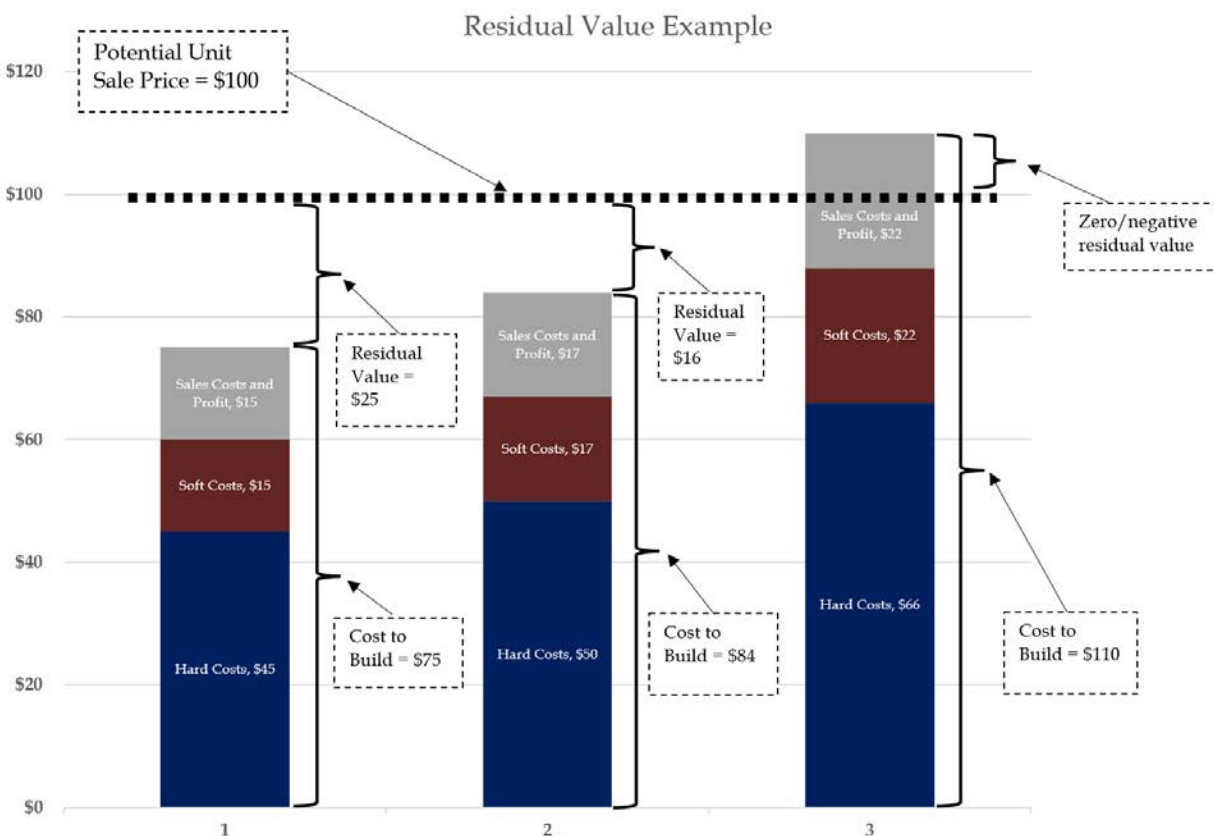 Residual Value Example
Potential Unit
Sale Price = $100
$120
$100
$80
$60
$40
$20
$0
Sales Costs and
Profit, $15
Soft Costs, $15
Hard Costs, $45
Residual
Value =
$25
Cost to
Build = $75
Sales Costs and
Profit, $17
Soft Costs, $17
Hard Costs, $50
Residual
Value =
$16
Cost to
Build = $84
Sales Costs and
Profit, $22
Soft Costs, $22
Hard Costs, $66
Zero/negative
residual value
Cost to
Build = $110
1
2
3